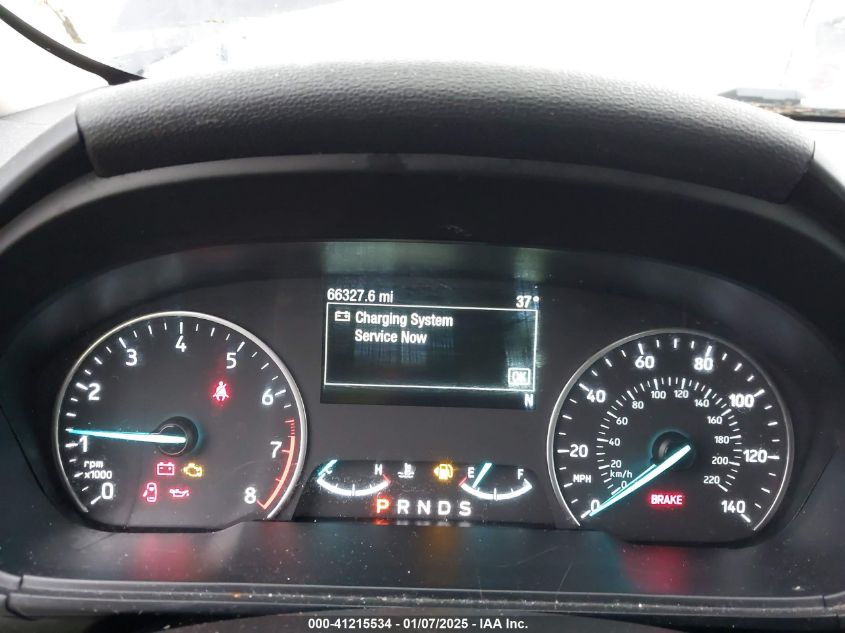 66327.6 mi 37°
Charging System
Service Now
OK
N
0 1 2 3 4 5 6 7 8
rpm
x1000
C H
E F
P R N D S
0 20 40 60 80 100 120 140
MPH
0 20 40 60 80 100 120 140 160 180 200 220
km/h
BRAKE
000-41215534 - 01/07/2025 - IAA Inc.